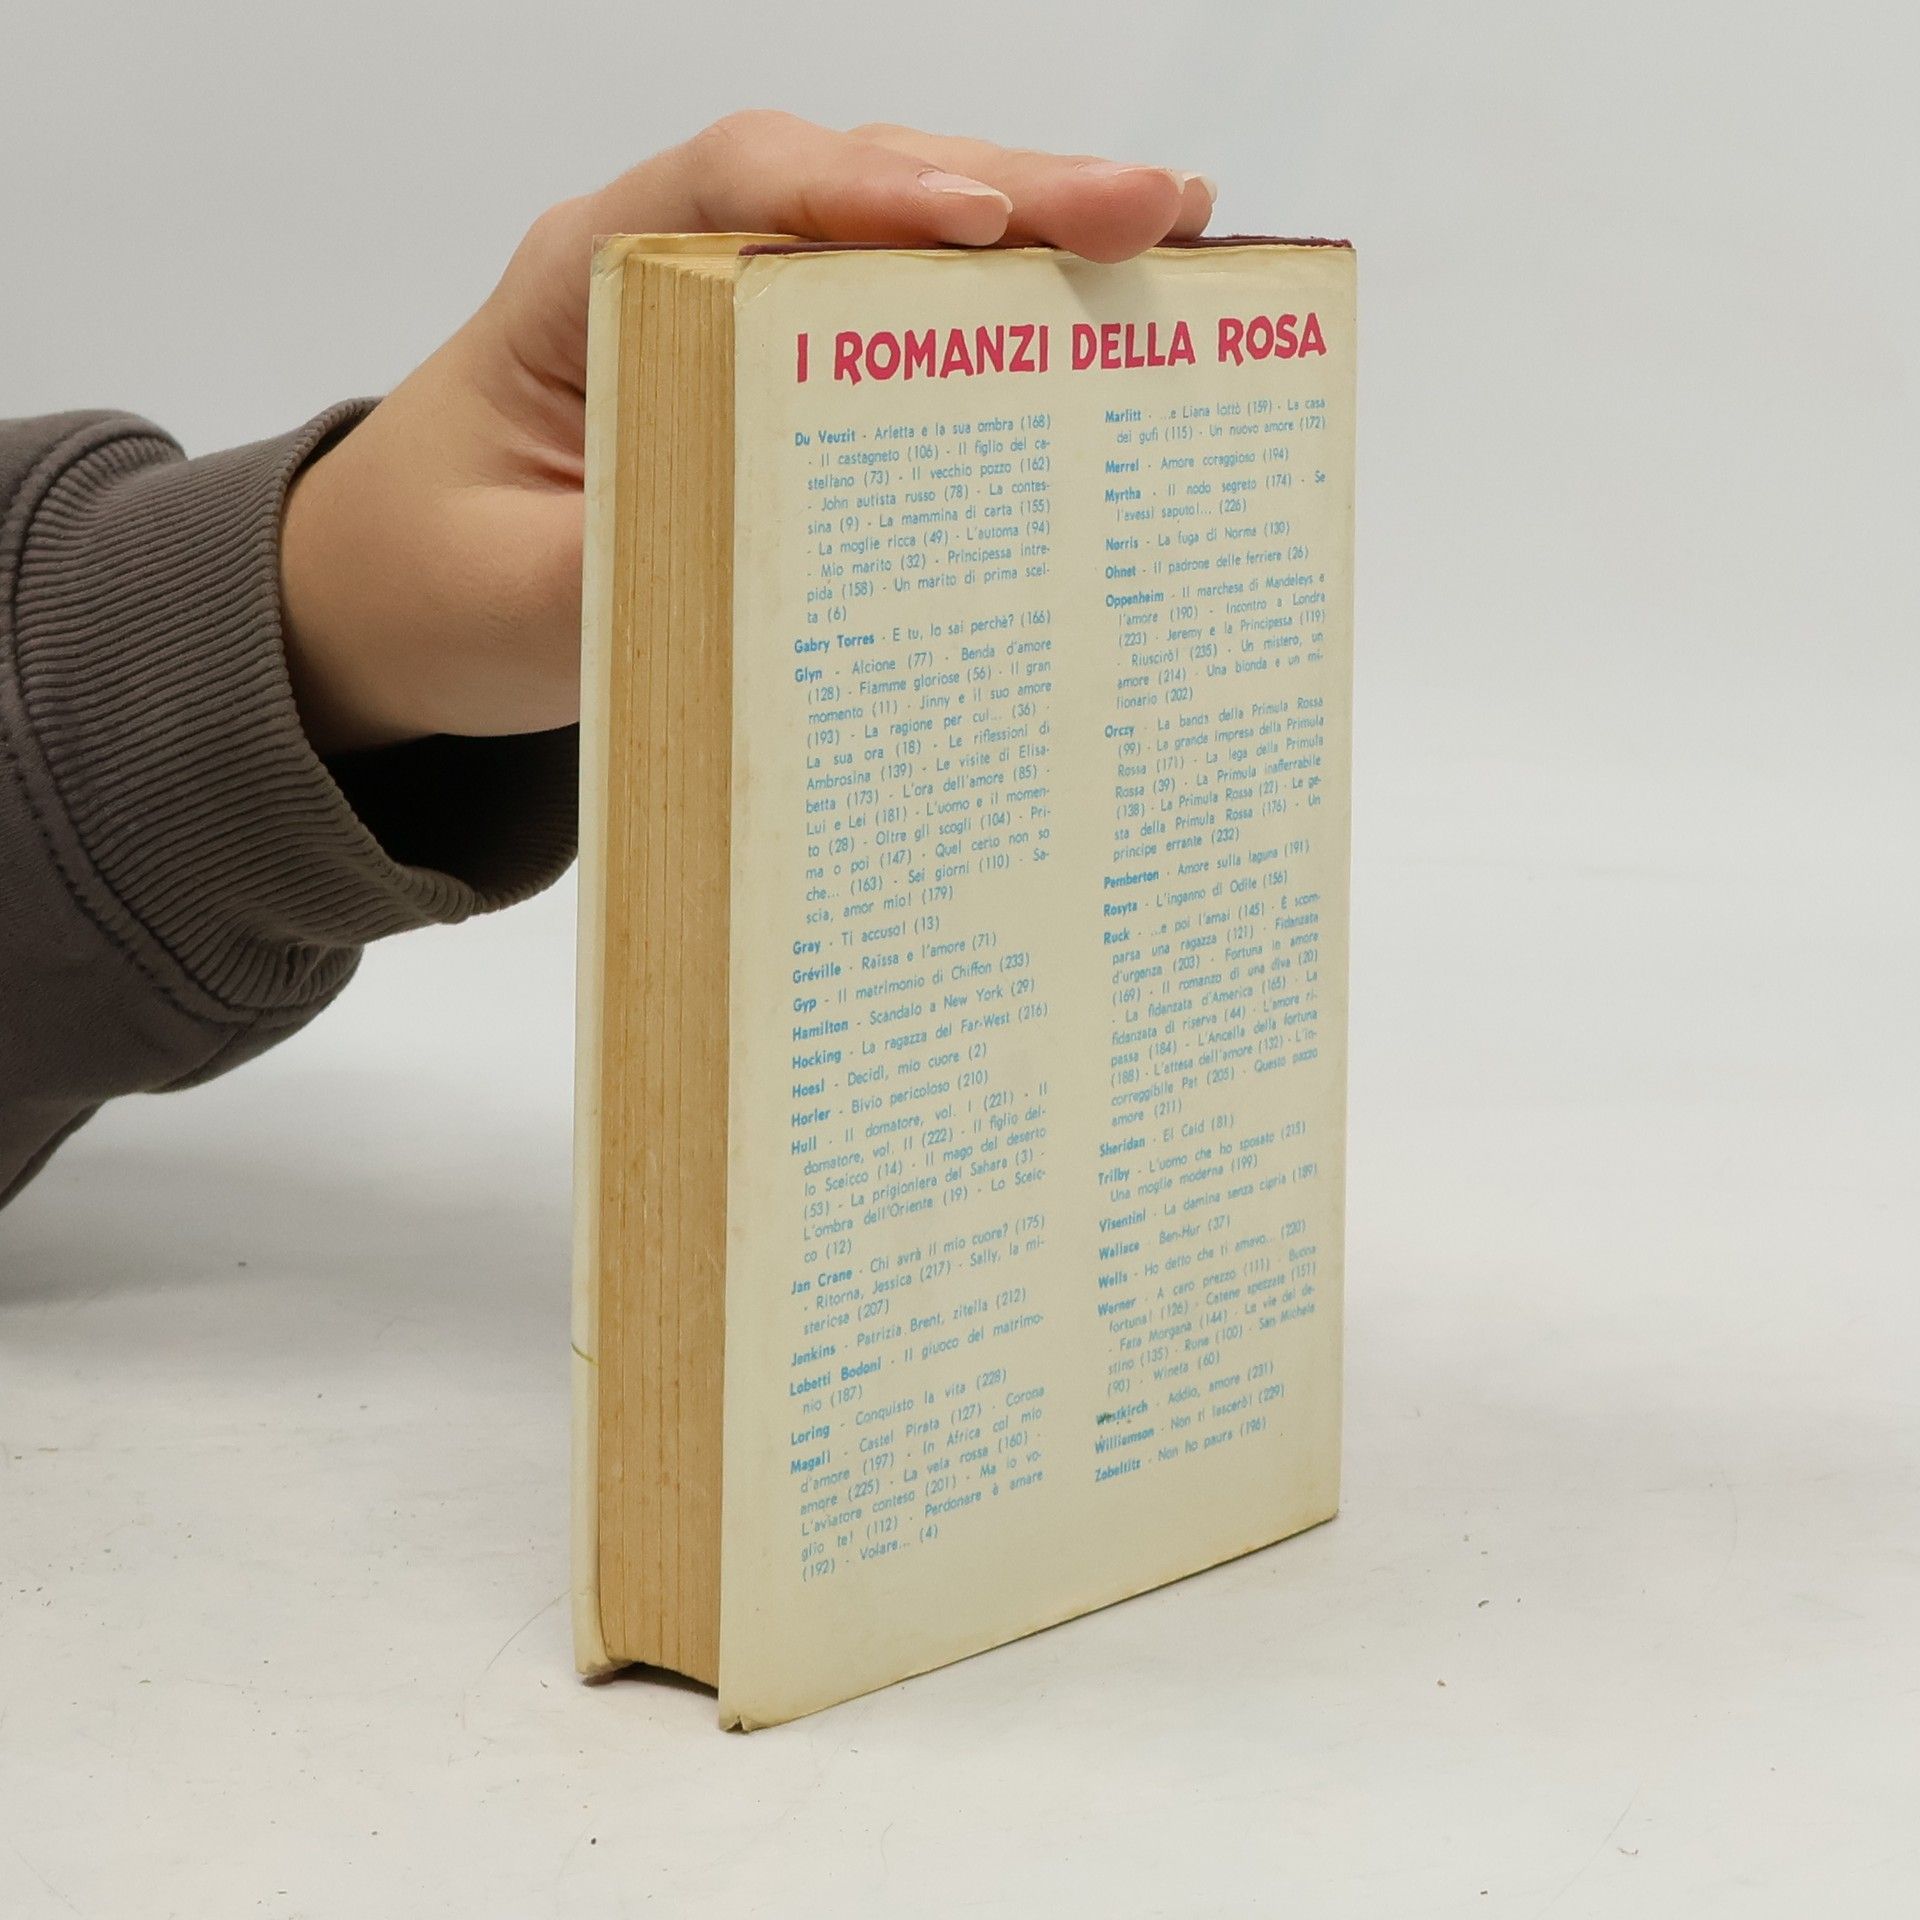 I ROMANZI DELLA ROSA
Du Veuzit - Arletta e la sua ombra (168)
- Il castagneto (106) - Il figlio del ca-
stellano (73) - Il vecchio pozzo (162)
- John autista russo (78) - La contes-
sina (9) - La mammina di carta (155)
- La moglie ricca (49) - L'automa (94)
- Mio marito (32) - Principessa intre-
pida (158) - Un marito di prima scel-
ta (6)
Gabry Torres - E tu, lo sai perchè? (166)
Glyn - Alcione (77) - Benda d'amore
(128) - Fiamme gloriose (56) - Il gran
momento (11) - Jinny e il suo amore
(193) - La ragione per cui... (36) -
La sua ora (18) - Le riflessioni di
Ambrosina (139) - Le visite di Elisa-
betta (173) - L'ora dell'amore (85) -
Lui e Lei (181) - L'uomo e il momen-
to (28) - Oltre gli scogli (104) - Pri-
ma o poi (147) - Quel certo non so
che... (163) - Sei giorni (110) - Sa-
scia, amor mio! (179)
Gray - Ti accuso! (13)
Gréville - Raïssa e l'amore (71)
Gyp - Il matrimonio di Chiffon (233)
Hamilton - Scandalo a New York (29)
Hocking - La ragazza del Far-West (216)
Hoesl - Decidi, mio cuore (2)
Horler - Bivio pericoloso (210)
Hull - Il domatore, vol. I (221) - Il
domatore, vol. II (222) - Il figlio del-
lo Sceicco (14) - Il mago del deserto
(53) - La prigioniera del Sahara (3) -
L'ombra dell'Oriente (19) - Lo Sceic-
co (12)
Jan Crane - Chi avrà il mio cuore? (175)
- Ritorna, Jessica (217) - Sally, la mi-
steriosa (207)
Jenkins - Patrizia Brent, zitella (212)
Lobetti Bodoni - Il giuoco del matrimo-
nio (187)
Loring - Conquisto la vita (228)
Magali - Castel Pirata (127) - Corona
d'amore (197) - In Africa col mio
amore (225) - La vela rossa (160) -
L'aviatore conteso (201) - Ma io vo-
glio te! (112) - Perdonare è amare
(192) - Volare... (4)
Marlitt - ...e Liana lottò (159) - La casa
dei gufi (115) - Un nuovo amore (172)
Merrel - Amore coraggioso (194)
Myrtha - Il nodo segreto (174) - Se
l'avessi saputo!... (226)
Norris - La fuga di Norma (130)
Ohnet - Il padrone delle ferriere (26)
Oppenheim - Il marchese di Mandeleys e
l'amore (190) - Incontro a Londra
(223) - Jeremy e la Principessa (119)
- Riuscirò! (235) - Un mistero, un
amore (214) - Una bionda e un mi-
lionario (202)
Orczy - La banda della Primula Rossa
(99) - La grande impresa della Primula
Rossa (171) - La lega della Primula
Rossa (39) - La Primula inafferrabile
(138) - La Primula Rossa (22) - Le ge-
sta della Primula Rossa (176) - Un
principe errante (232)
Pemberton - Amore sulla laguna (191)
Rosyta - L'inganno di Odile (156)
Ruck - ...e poi l'amai (145) - È scom-
parsa una ragazza (121) - Fidanzata
d'urgenza (203) - Fortuna in amore
(169) - Il romanzo di una diva (20)
- La fidanzata d'America (165) - La
fidanzata di riserva (44) - L'amore ri-
passa (184) - L'Ancella della fortuna
(188) - L'attesa dell'amore (132) - L'in-
correggibile Pat (205) - Questo pazzo
amore (211)
Sheridan - El Caid (81)
Trilby - L'uomo che ho sposato (215)
Una moglie moderna (199)
Visentini - La damina senza cipria (189)
Wallace - Ben-Hur (37)
Wells - Ho detto che ti amavo... (220)
Werner - A caro prezzo (111) - Buona
fortuna! (126) - Catene spezzate (151)
- Fata Morgana (144) - Le vie del de-
stino (135) - Rune (100) - San Michele
(90) - Wineta (60)
Westkirch - Addio, amore (231)
Williamson - Non ti lascerò! (229)
Zobeltitz - Non ho paura (196)